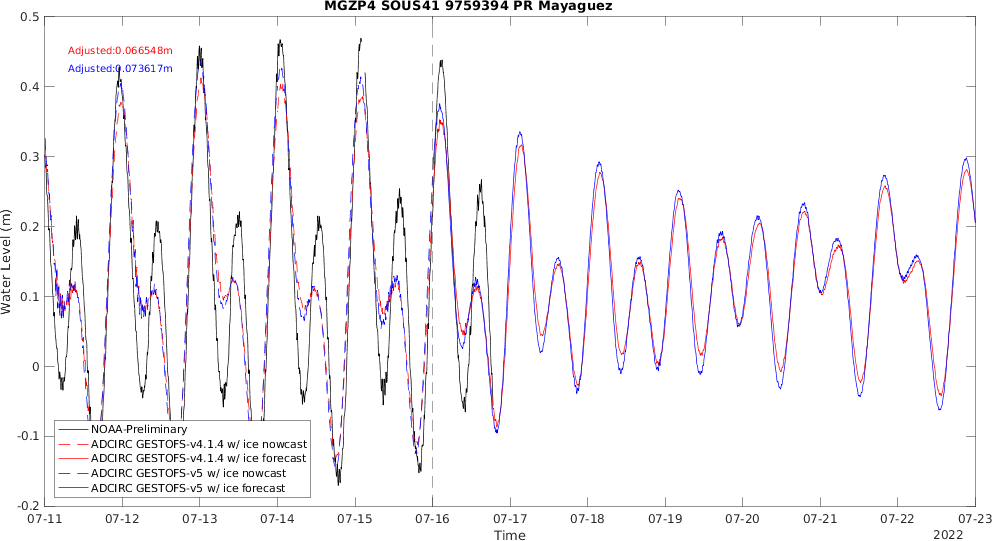 MGZP4 SOUS41 9759394 PR Mayaguez
0.5
0.4
0.3
0.2
0.1
0
-0.1
-0.2
Water Level (m)
Adjusted:0.066548m
Adjusted:0.073617m
NOAA-Preliminary
ADCIRC GESTOFS-v4.1.4 w/ ice nowcast
ADCIRC GESTOFS-v4.1.4 w/ ice forecast
ADCIRC GESTOFS-v5 w/ ice nowcast
ADCIRC GESTOFS-v5 w/ ice forecast
07-11 07-12 07-13 07-14 07-15 07-16 07-17 07-18 07-19 07-20 07-21 07-22 07-23
Time
2022